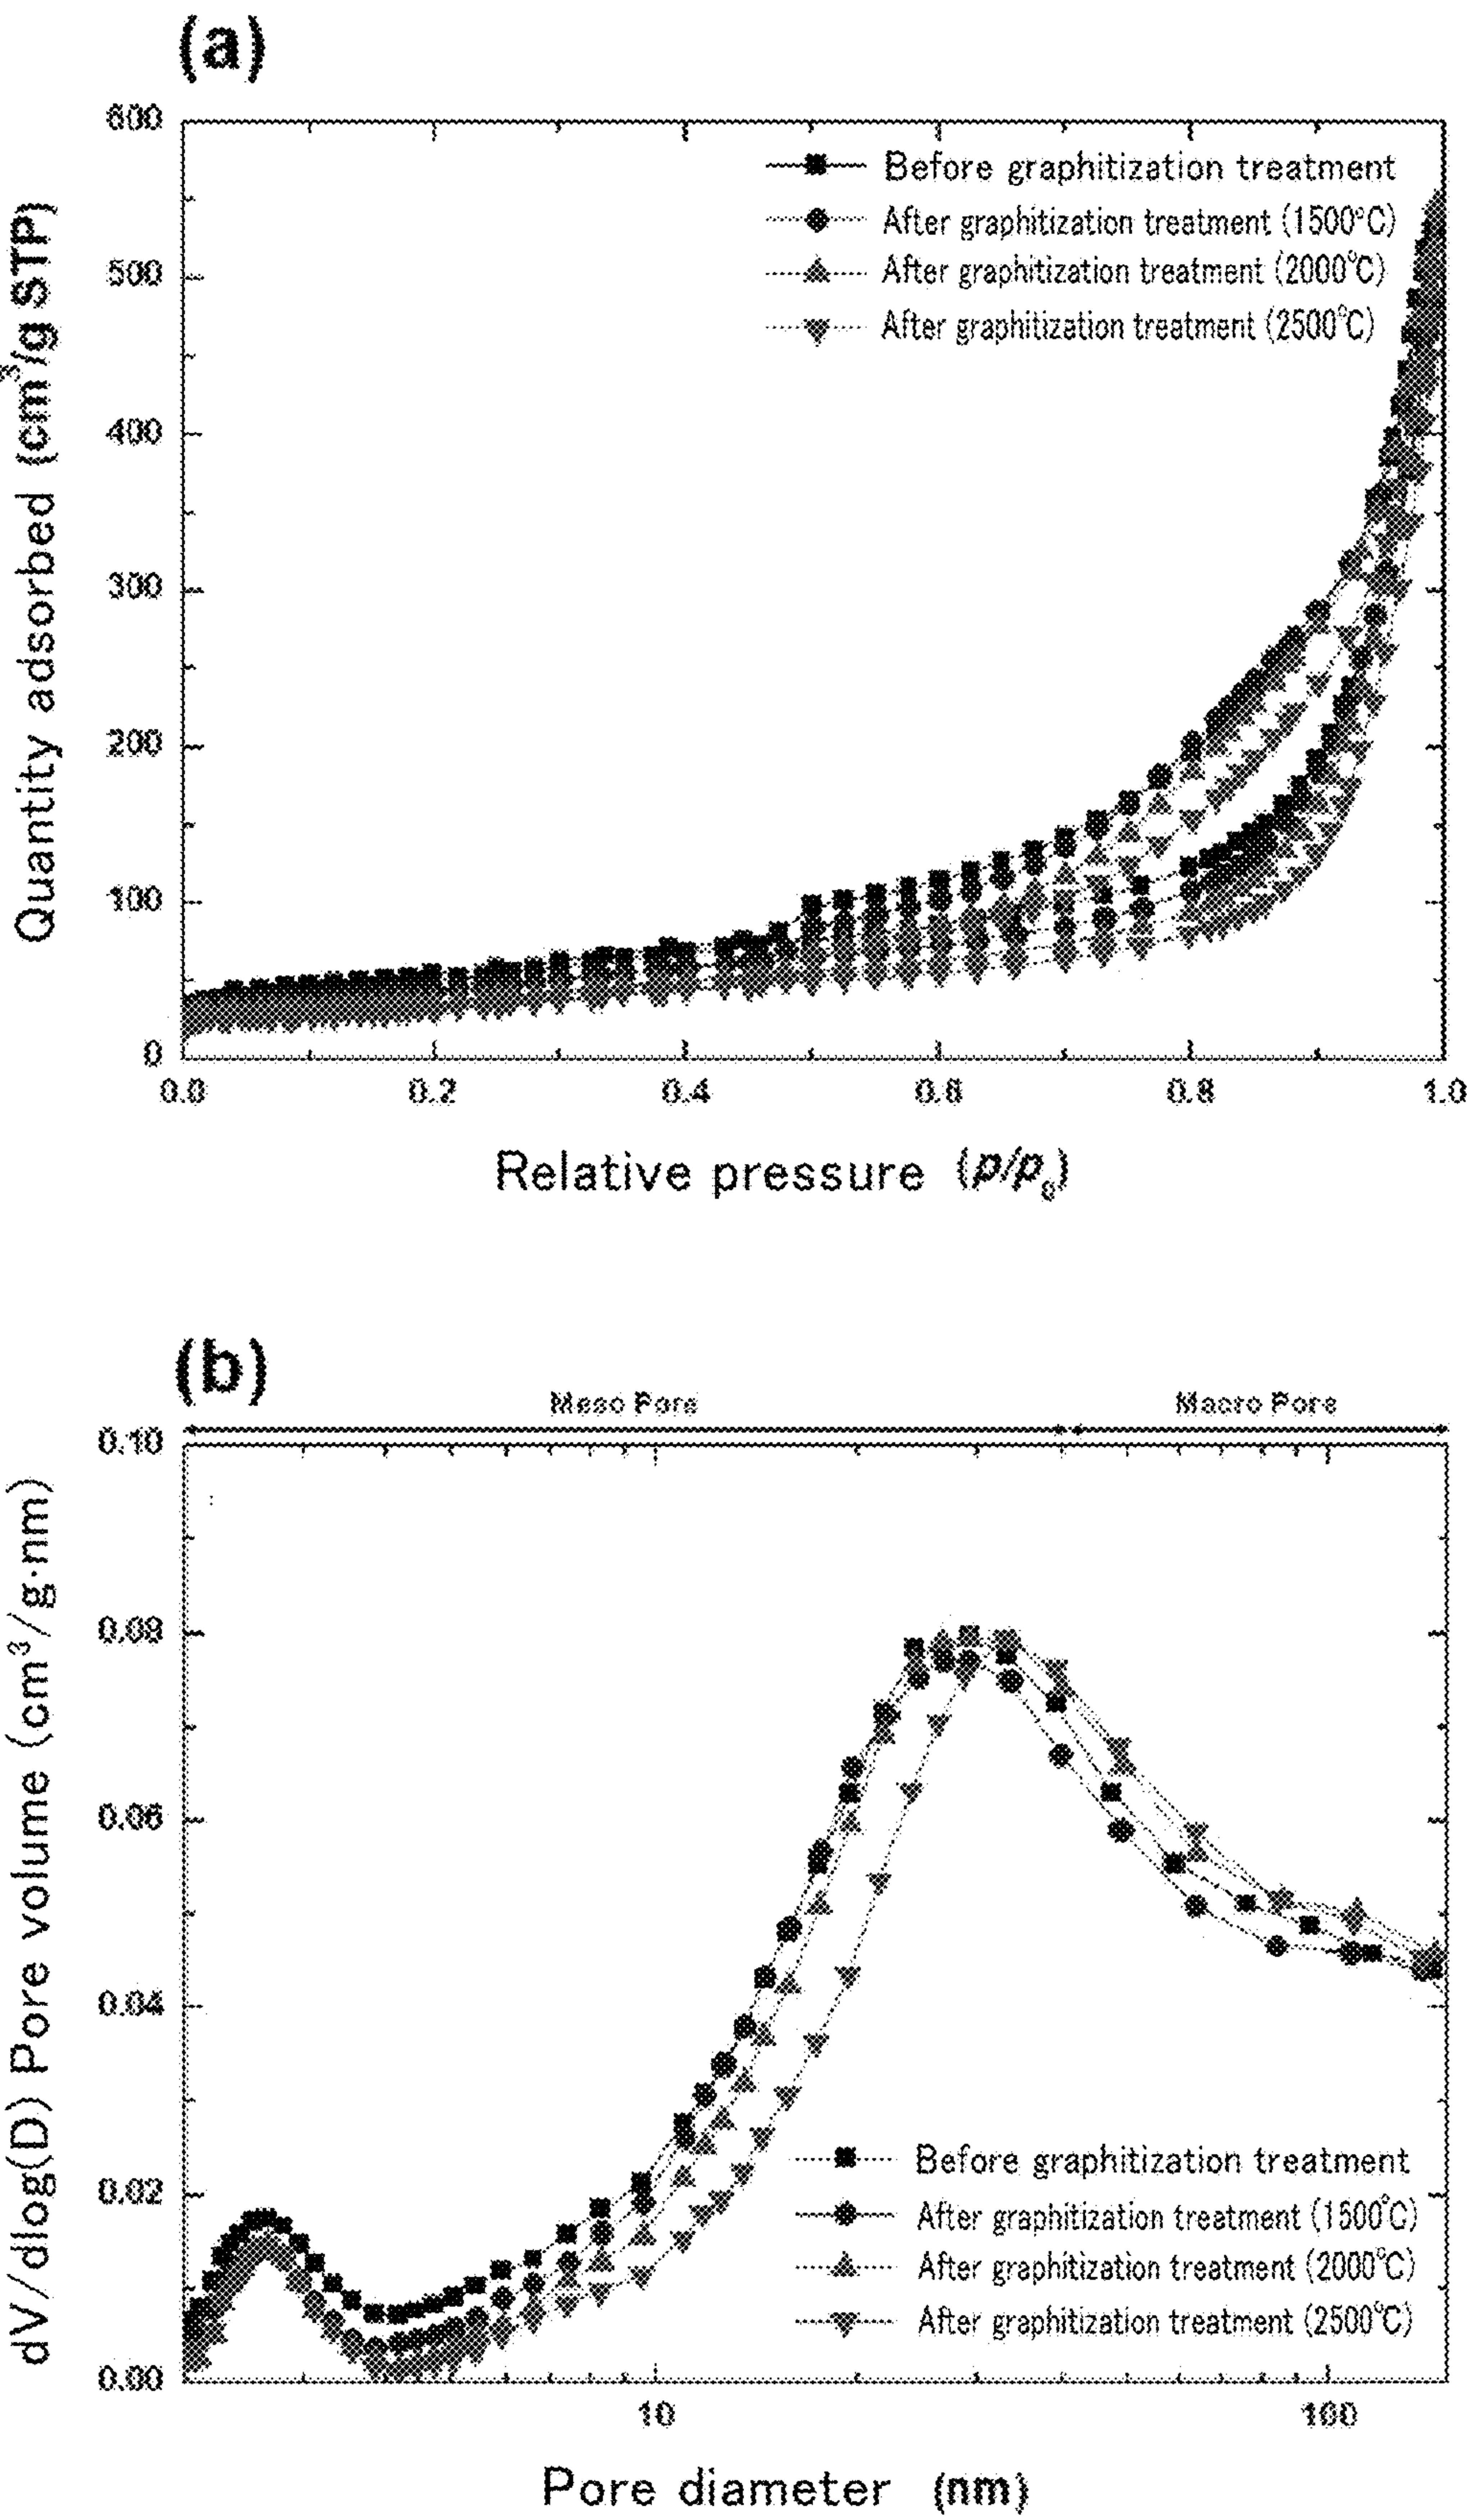 (a)
600
500
400
300
200
100
0
Quantity adsorbed (cm³/g STP)
Before graphitization treatment
After graphitization treatment (1500°C)
After graphitization treatment (2000°C)
After graphitization treatment (2500°C)
0.0 0.2 0.4 0.6 0.8 1.0
Relative pressure (p/p₀)
(b)
Meso Pore Macro Pore
0.10
0.08
0.06
0.04
0.02
0.00
dV/dlog(D) Pore volume (cm³/g·nm)
Before graphitization treatment
After graphitization treatment (1500°C)
After graphitization treatment (2000°C)
After graphitization treatment (2500°C)
10 100
Pore diameter (nm)